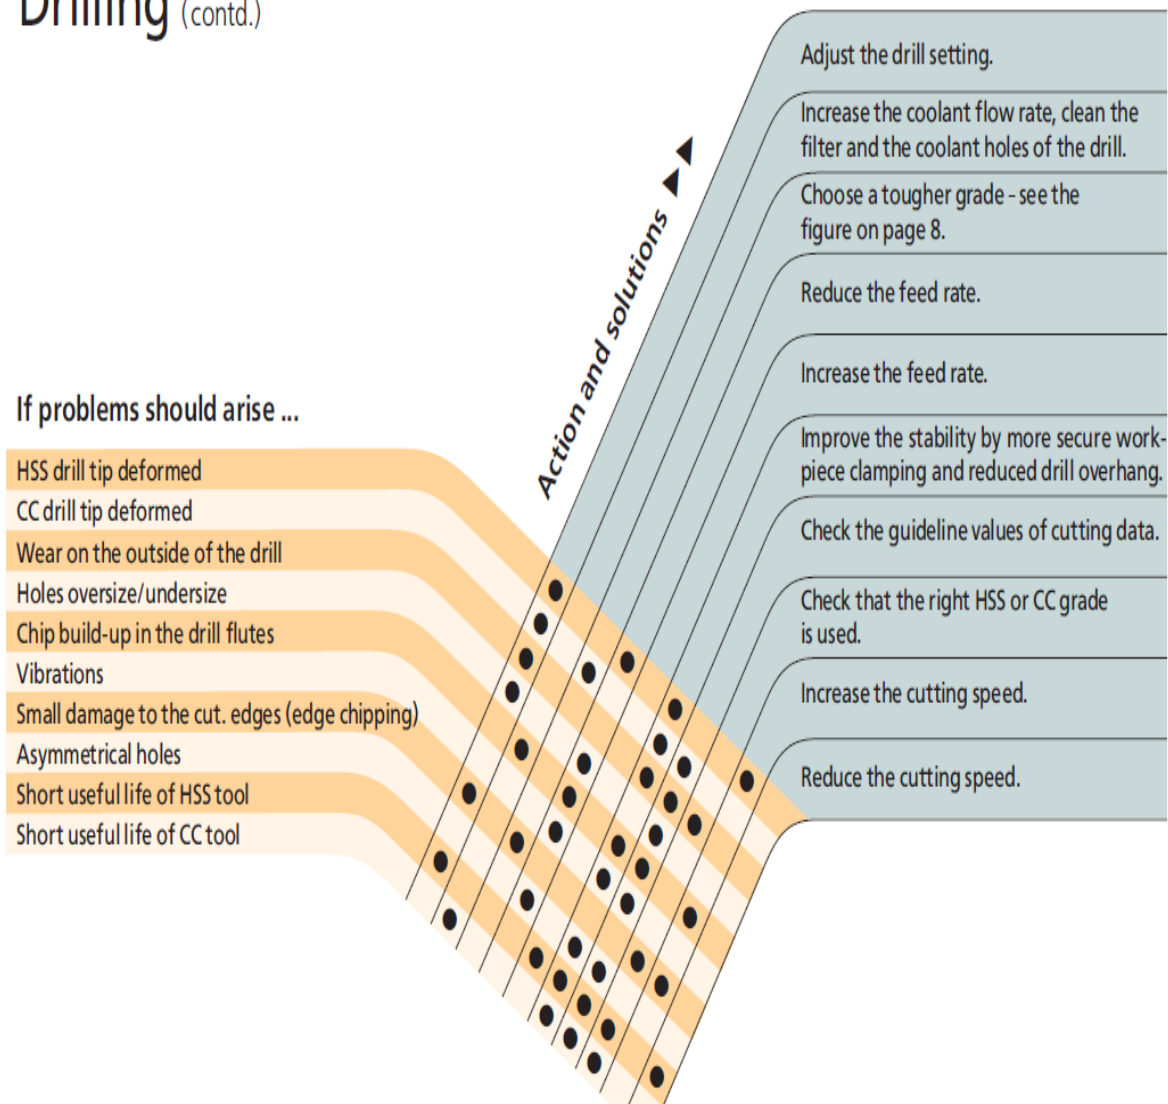 Drilling (contd.)
Adjust the drill setting.
Increase the coolant flow rate, clean the
filter and the coolant holes of the drill.
Choose a tougher grade – see the
figure on page 8.
Reduce the feed rate.
Increase the feed rate.
Improve the stability by more secure work-
piece clamping and reduced drill overhang.
Check the guideline values of cutting data.
Check that the right HSS or CC grade
is used.
Increase the cutting speed.
Reduce the cutting speed.
Action and solutions
If problems should arise ...
HSS drill tip deformed
CC drill tip deformed
Wear on the outside of the drill
Holes oversize/undersize
Chip build-up in the drill flutes
Vibrations
Small damage to the cut. edges (edge chipping)
Asymmetrical holes
Short useful life of HSS tool
Short useful life of CC tool